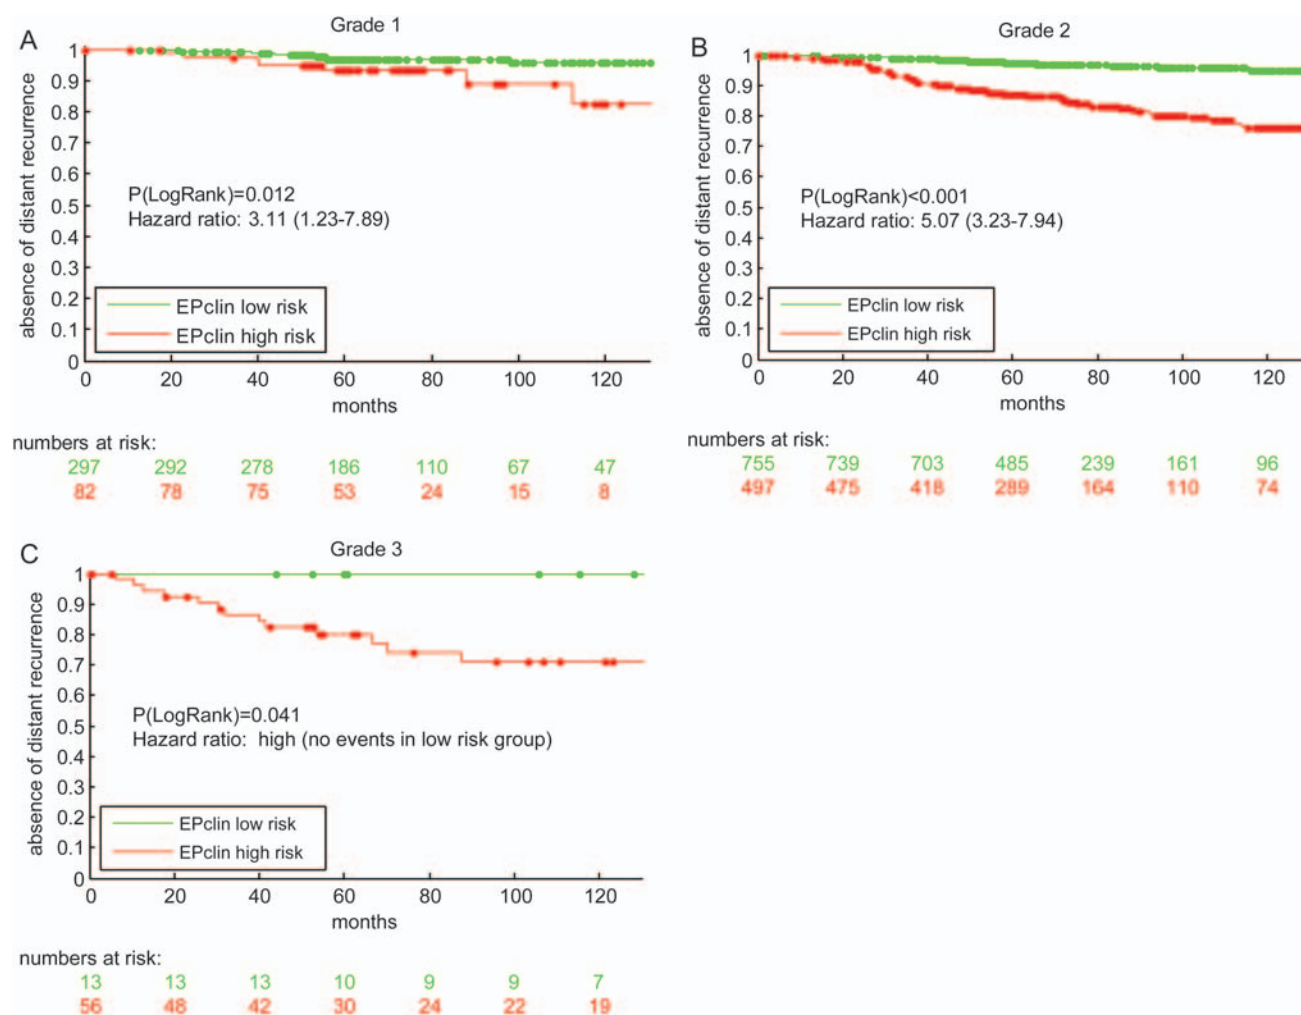 A
Grade 1
absence of distant recurrence
1
0.9
0.8
0.7
0.6
0.5
0.4
0.3
0.2
0.1
0
P(LogRank)=0.012
Hazard ratio: 3.11 (1.23-7.89)
EPclin low risk
EPclin high risk
0 20 40 60 80 100 120
months
numbers at risk:
297 292 278 186 110 67 47
82 78 75 53 24 15 8
B
Grade 2
absence of distant recurrence
1
0.9
0.8
0.7
0.6
0.5
0.4
0.3
0.2
0.1
0
P(LogRank)<0.001
Hazard ratio: 5.07 (3.23-7.94)
EPclin low risk
EPclin high risk
0 20 40 60 80 100 120
months
numbers at risk:
755 739 703 485 239 161 96
497 475 418 289 164 110 74
C
Grade 3
absence of distant recurrence
1
0.9
0.8
0.7
0.6
0.5
0.4
0.3
0.2
0.1
0
P(LogRank)=0.041
Hazard ratio: high (no events in low risk group)
EPclin low risk
EPclin high risk
0 20 40 60 80 100 120
months
numbers at risk:
13 13 13 10 9 9 7
56 48 42 30 24 22 19